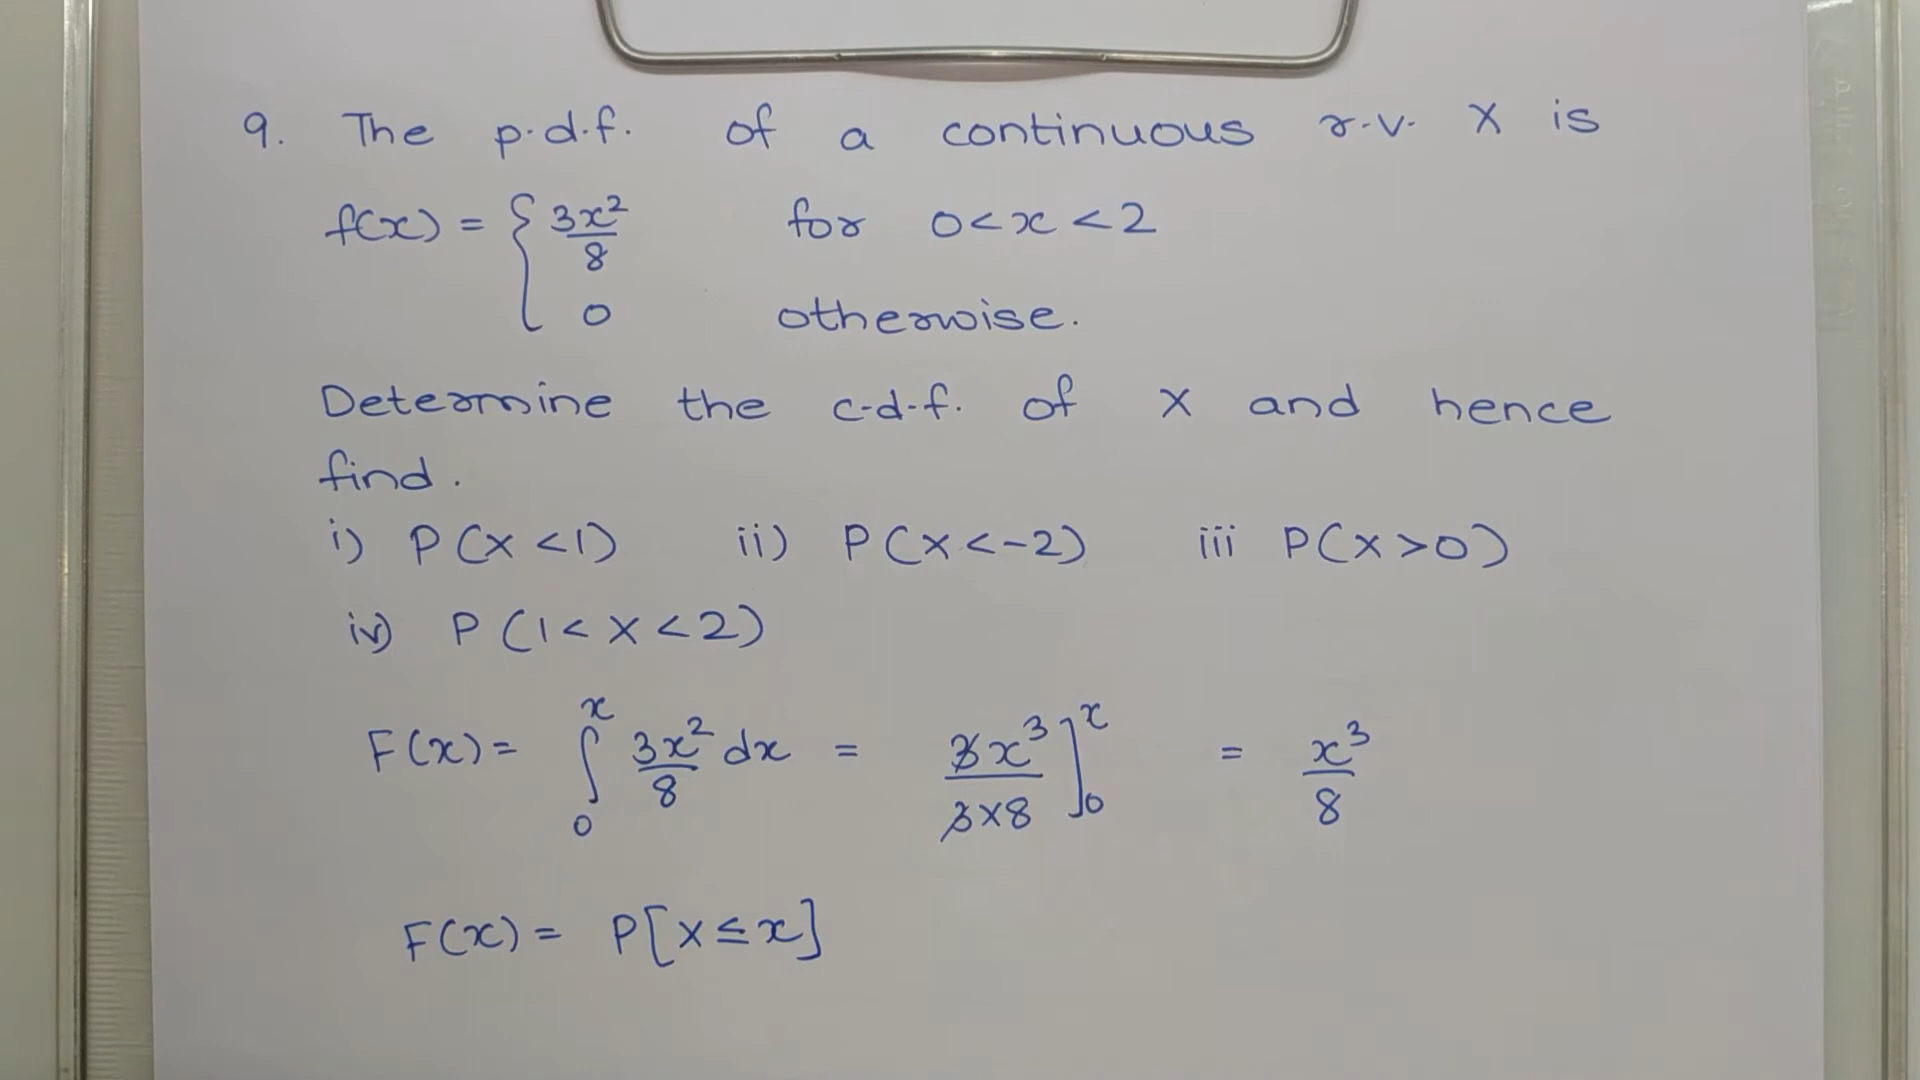 9. The p.d.f. of a continuous r.v. X is
f(x) = { 3x²/8 for 0<x<2
0 otherwise.
Determine the c-d-f. of X and hence
find.
i) P(X<1) ii) P(X<-2) iii P(X>0)
iv) P(1<X<2)
F(x) = ∫₀ˣ 3x²/8 dx = 3x³/3×8 ]₀ˣ = x³/8
F(x) = P[X≤x]